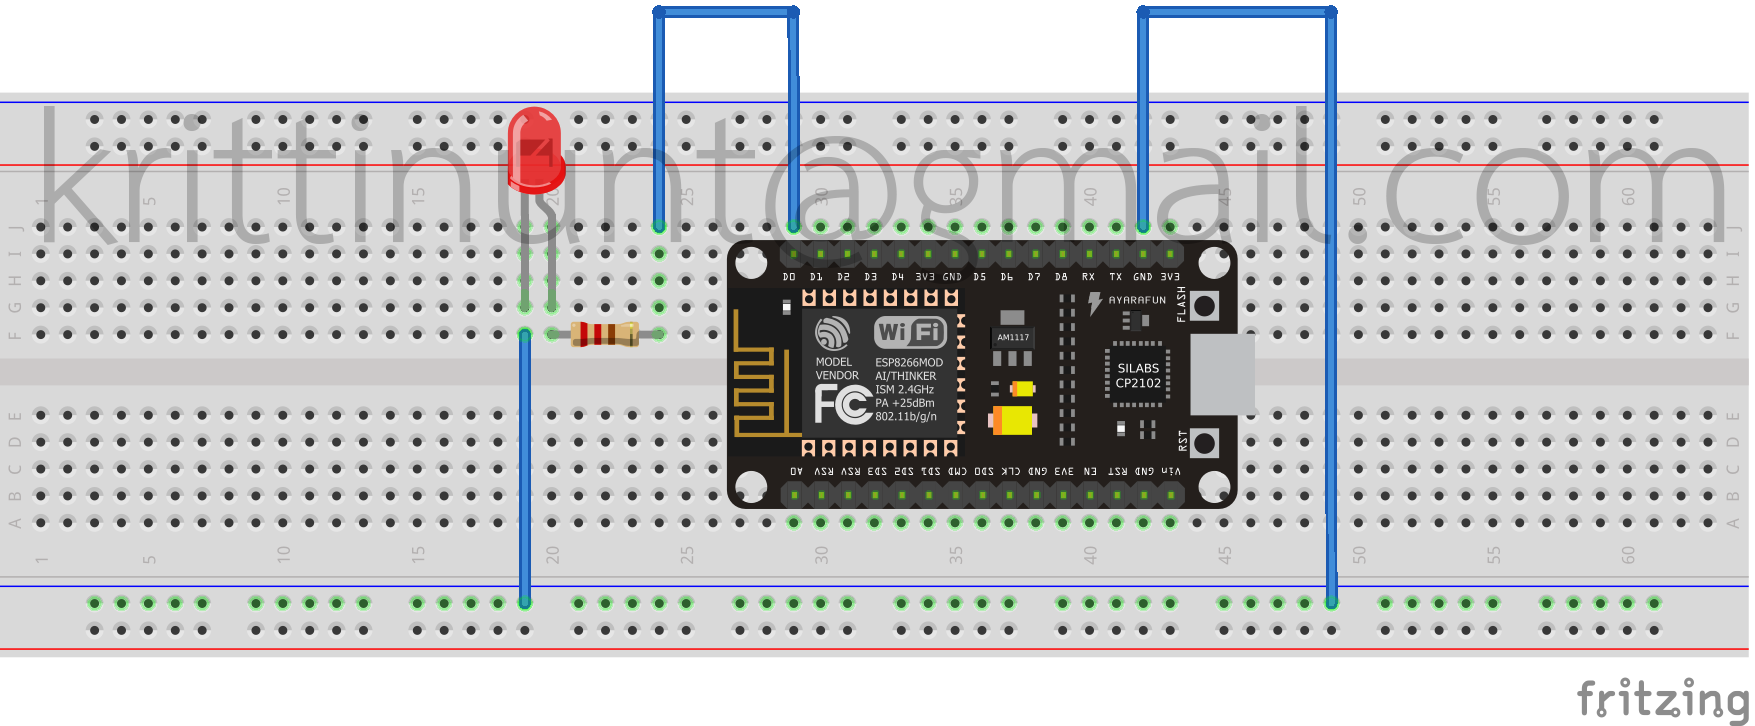 krittinunt@gmail.com
1 5 10 15 20 25 30 35 40 45 50 55 60
J J
I I
H H
G G
F F
D0 D1 D2 D3 D4 3V3 GND D5 D6 D7 D8 RX TX GND 3V3
AYARAFUN
FLASH
WiFi
AM1117
MODEL
VENDOR
FC
ESP8266MOD
AI/THINKER
ISM 2.4GHz
PA +25dBm
802.11b/g/n
SILABS
CP2102
RST
A0 RSV RSV SD3 SD2 SD1 CMD SD0 CLK GND 3V3 EN RST GND Vin
E E
D D
C C
B B
A A
1 5 10 15 20 25 30 35 40 45 50 55 60
fritzing